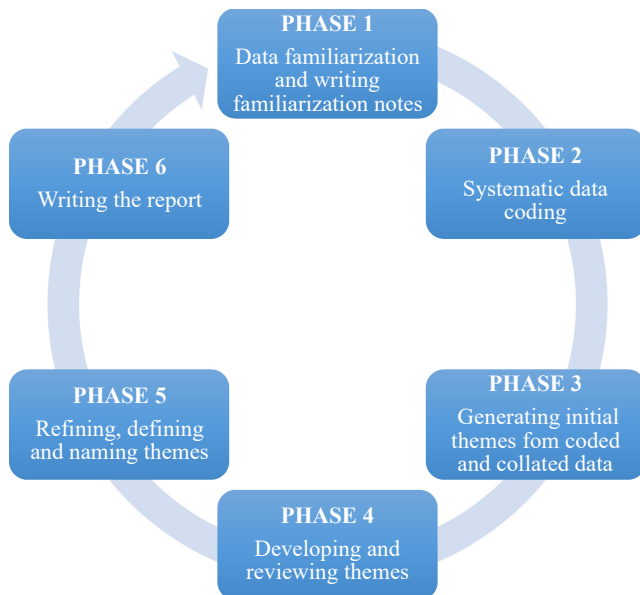 PHASE 1
Data familiarization
and writing
familiarization notes
PHASE 2
Systematic data
coding
PHASE 3
Generating initial
themes fom coded
and collated data
PHASE 4
Developing and
reviewing themes
PHASE 5
Refining, defining
and naming themes
PHASE 6
Writing the report